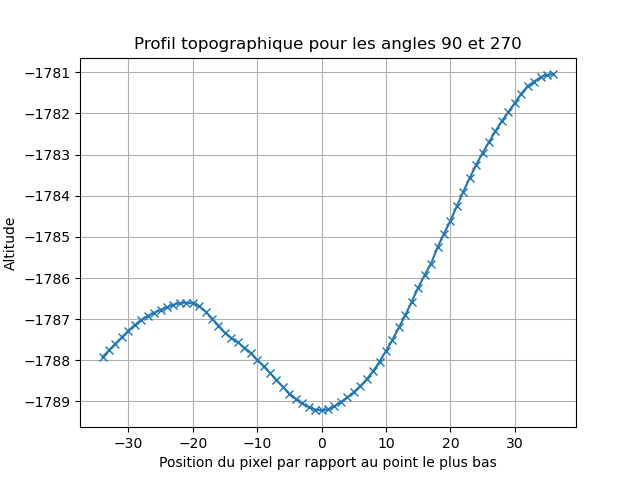 Profil topographique pour les angles 90 et 270
−1781
−1782
−1783
−1784
−1785
−1786
−1787
−1788
−1789
Altitude
−30 −20 −10 0 10 20 30
Position du pixel par rapport au point le plus bas